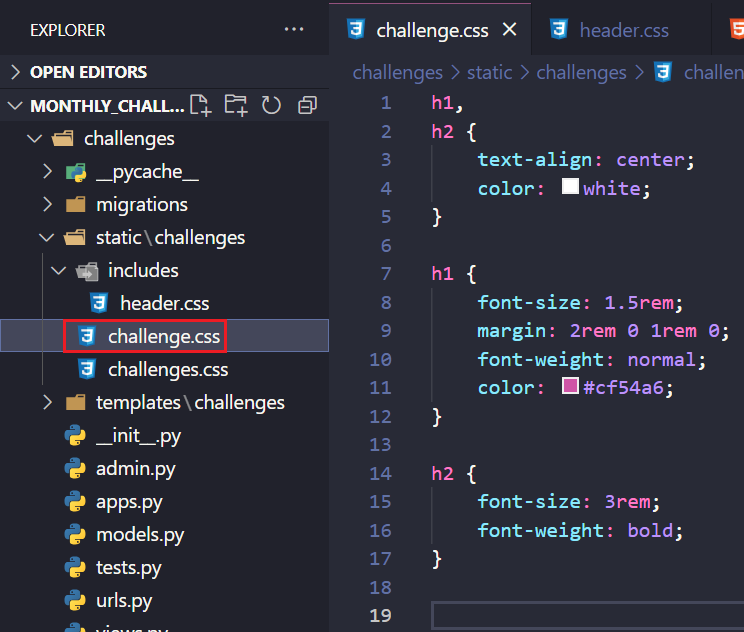 EXPLORER ···
OPEN EDITORS
MONTHLY_CHALL...
challenges
__pycache__
migrations
static\challenges
includes
header.css
challenge.css
challenges.css
templates\challenges
__init__.py
admin.py
apps.py
models.py
tests.py
urls.py
views.py
challenge.css header.css
challenges > static > challenges > challen
1 h1,
2 h2 {
3 text-align: center;
4 color: white;
5 }
6
7 h1 {
8 font-size: 1.5rem;
9 margin: 2rem 0 1rem 0;
10 font-weight: normal;
11 color: #cf54a6;
12 }
13
14 h2 {
15 font-size: 3rem;
16 font-weight: bold;
17 }
18
19